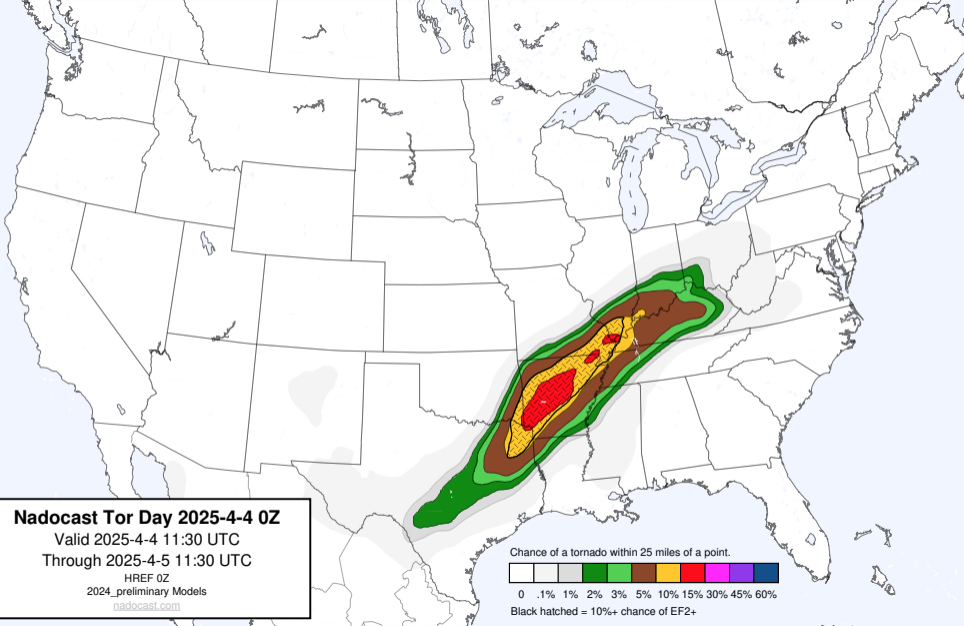 Nadocast Tor Day 2025-4-4 0Z
Valid 2025-4-4 11:30 UTC
Through 2025-4-5 11:30 UTC
HREF 0Z
2024_preliminary Models
nadocast.com
Chance of a tornado within 25 miles of a point.
0 .1% 1% 2% 3% 5% 10% 15% 30% 45% 60%
Black hatched = 10%+ chance of EF2+